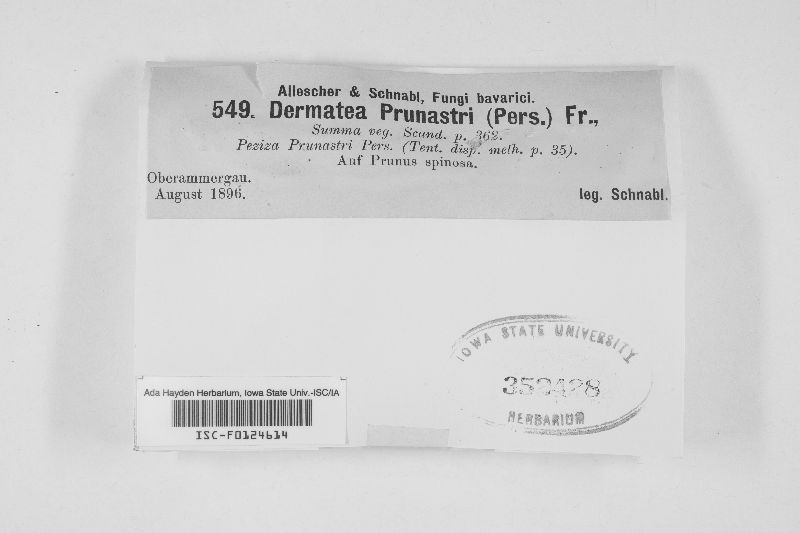 Allescher & Schnabl, Fungi bavarici.
549. Dermatea Prunastri (Pers.) Fr.,
Summa veg. Scand. p. 362.
Peziza Prunastri Pers. (Tent. disp. meth. p. 35).
Auf Prunus spinosa.
Oberammergau.
August 1896.
leg. Schnabl.
IOWA STATE UNIVERSITY
352428
HERBARIUM
Ada Hayden Herbarium, Iowa State Univ.-ISC/IA
ISC-F0124614